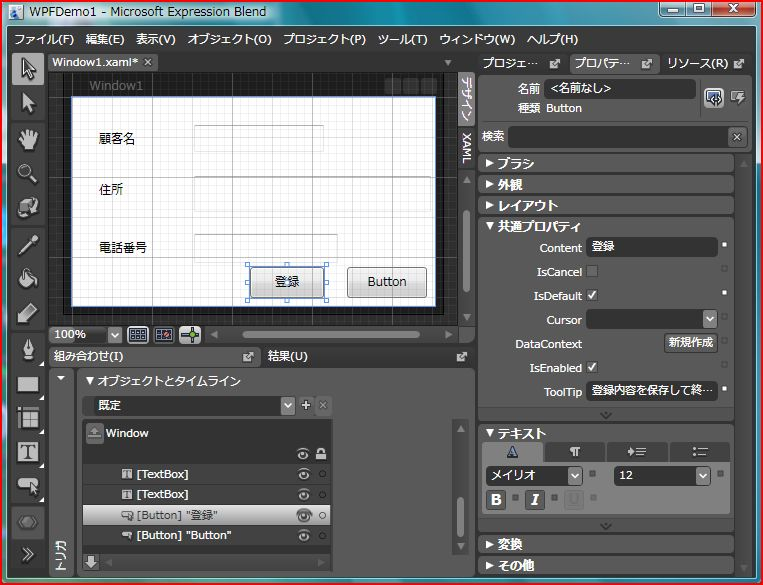 WPFDemo1 - Microsoft Expression Blend
ファイル(F) 編集(E) 表示(V) オブジェクト(O) プロジェクト(P) ツール(T) ウィンドウ(W) ヘルプ(H)
Window1.xaml* ×
Window1
デザイン
XAML
顧客名
住所
電話番号
登録 Button
100%
プロジェ… プロパテ… リソース(R)
名前 <名前なし>
種類 Button
検索
ブラシ
外観
レイアウト
共通プロパティ
Content 登録
IsCancel
IsDefault
Cursor
DataContext 新規作成
IsEnabled
ToolTip 登録内容を保存して終…
テキスト
メイリオ 12
B I U
変換
その他
組み合わせ(I) 結果(U)
トリガ
オブジェクトとタイムライン
既定
Window
[TextBox]
[TextBox]
[Button] "登録"
[Button] "Button"